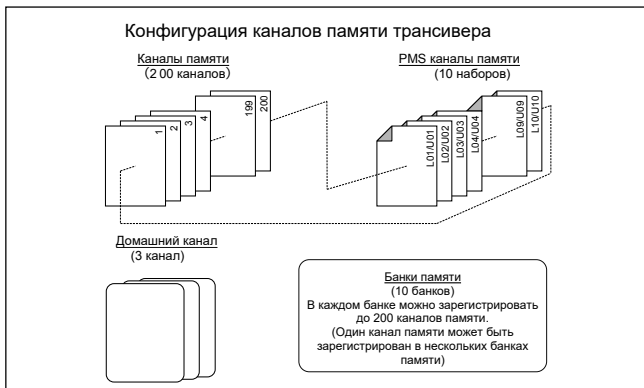 Конфигурация каналов памяти трансивера
Каналы памяти
(2 00 каналов)
1
2
3
4
199
200
PMS каналы памяти
(10 наборов)
L01/U01
L02/U02
L03/U03
L04/U04
L09/U09
L10/U10
Домашний канал
(3 канал)
Банки памяти
(10 банков)
В каждом банке можно зарегистрировать
до 200 каналов памяти.
(Один канал памяти может быть
зарегистрирован в нескольких банках
памяти)